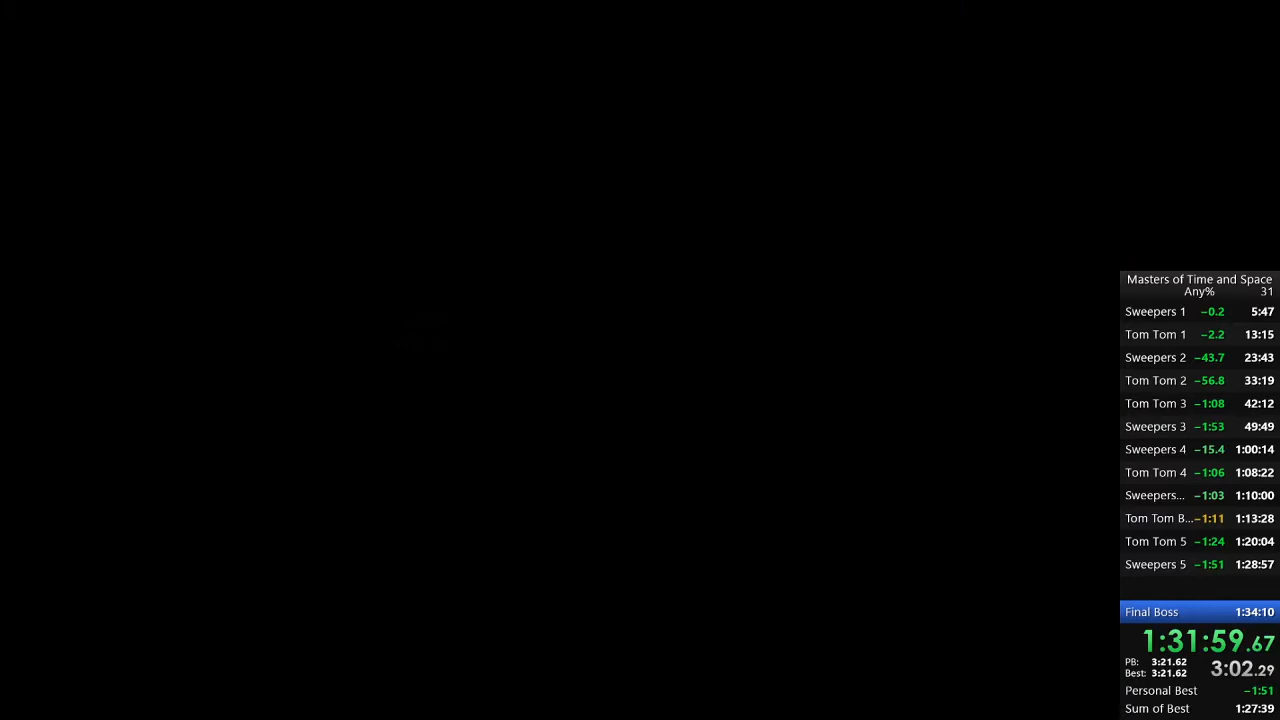 Masters of Time and Space
Any% 31
Sweepers 1 −0.2 5:47
Tom Tom 1 −2.2 13:15
Sweepers 2 −43.7 23:43
Tom Tom 2 −56.8 33:19
Tom Tom 3 −1:08 42:12
Sweepers 3 −1:53 49:49
Sweepers 4 −15.4 1:00:14
Tom Tom 4 −1:06 1:08:22
Sweepers... −1:03 1:10:00
Tom Tom B... −1:11 1:13:28
Tom Tom 5 −1:24 1:20:04
Sweepers 5 −1:51 1:28:57
Final Boss 1:34:10
1:31:59.67
PB: 3:21.62
Best: 3:21.62
3:02.29
Personal Best −1:51
Sum of Best 1:27:39